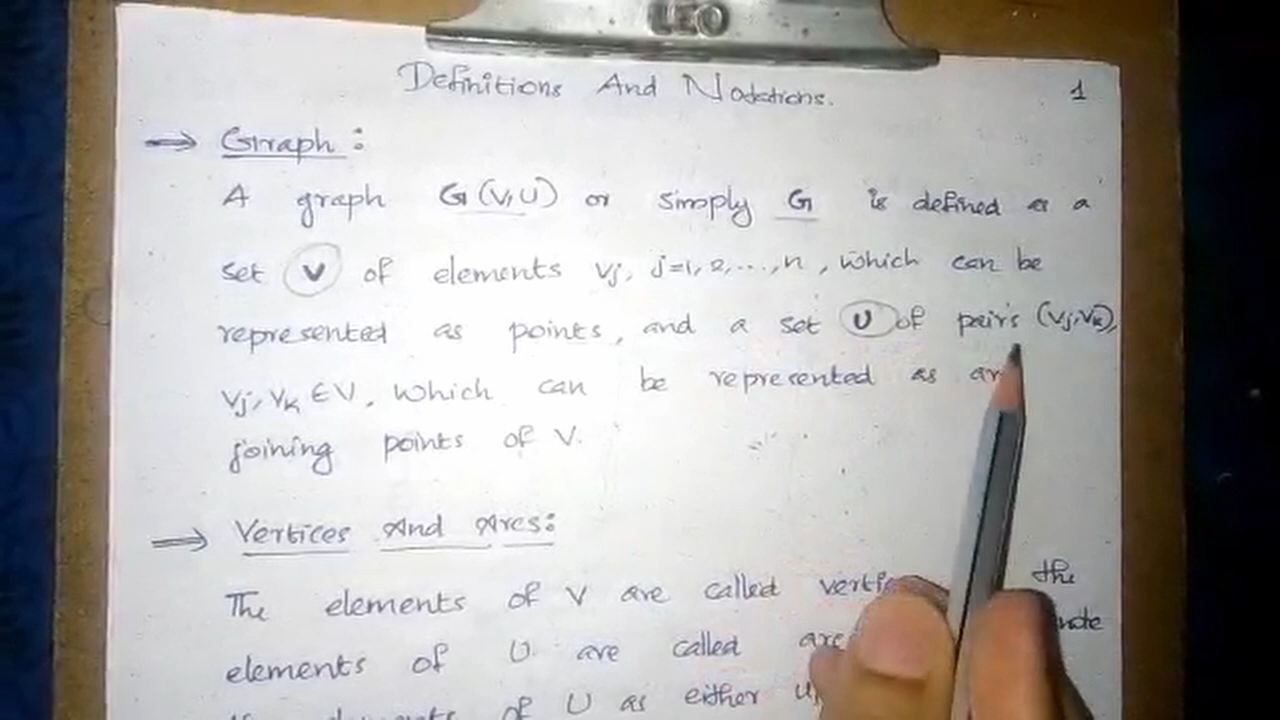 LEO
Definitions And Notations. 1
→ Graph :
A graph G(V,U) or simply G is defined as a
set V of elements vj, j=1, 2, ..., n, which can be
represented as points, and a set U of pairs (vj,vk),
vj, vk ∈ V, which can be represented as
joining points of V.
⇒ Vertices And Arcs:
The elements of V are called the
elements of U are called
of U as either